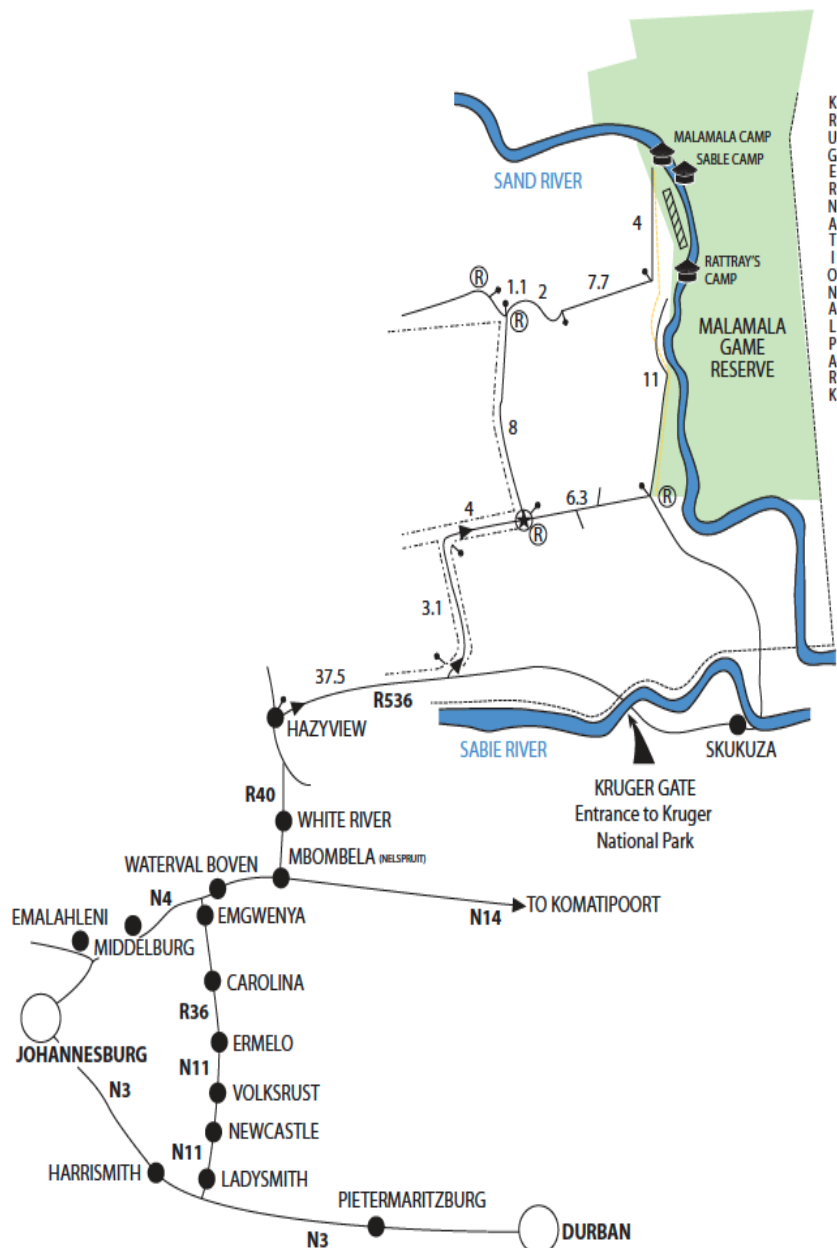 KRUGER NATIONAL PARK
MALAMALA CAMP
SABLE CAMP
SAND RIVER
4
RATTRAY'S
CAMP
R
1.1
2
7.7
R
MALAMALA
GAME
RESERVE
11
8
6.3
R
4
R
3.1
37.5
R536
HAZYVIEW
SABIE RIVER
SKUKUZA
KRUGER GATE
Entrance to Kruger
National Park
R40
WHITE RIVER
MBOMBELA (NELSPRUIT)
WATERVAL BOVEN
N4
TO KOMATIPOORT
N14
EMALAHLENI
EMGWENYA
MIDDELBURG
CAROLINA
R36
JOHANNESBURG
ERMELO
N11
N3
VOLKSRUST
NEWCASTLE
N11
HARRISMITH
LADYSMITH
PIETERMARITZBURG
DURBAN
N3